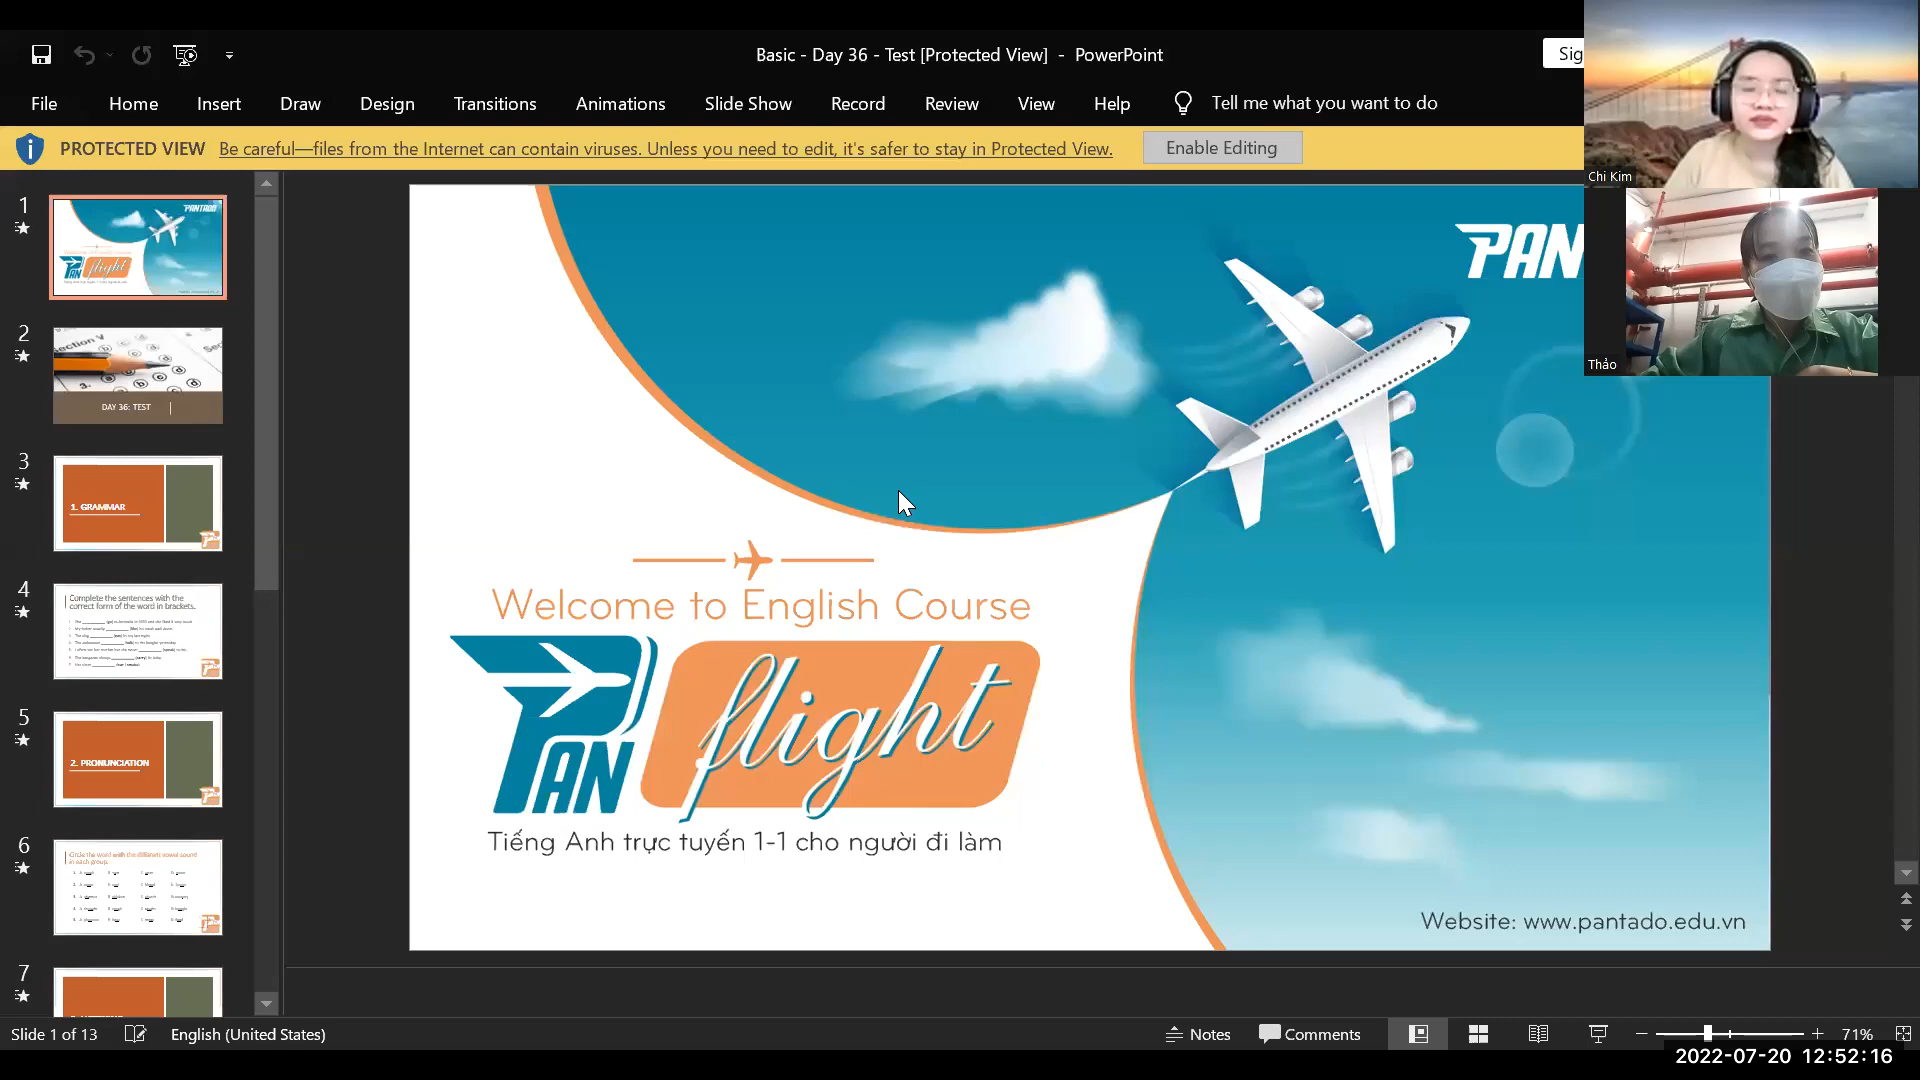 Basic - Day 36 - Test [Protected View] - PowerPoint
Sig
File Home Insert Draw Design Transitions Animations Slide Show Record Review View Help Tell me what you want to do
PROTECTED VIEW Be careful—files from the Internet can contain viruses. Unless you need to edit, it's safer to stay in Protected View. Enable Editing
Chi Kim
Thảo
1
PANTADO
PAN flight
2
Section V
DAY 36: TEST
3
1. GRAMMAR
4
Complete the sentences with the
correct form of the word in brackets.
5
2. PRONUNCIATION
6
Circle the word with the different vowel sound
in each group.
7
PAN
Welcome to English Course
PAN flight
Tiếng Anh trực tuyến 1-1 cho người đi làm
Website: www.pantado.edu.vn
Slide 1 of 13 English (United States) Notes Comments 71%
2022-07-20 12:52:16